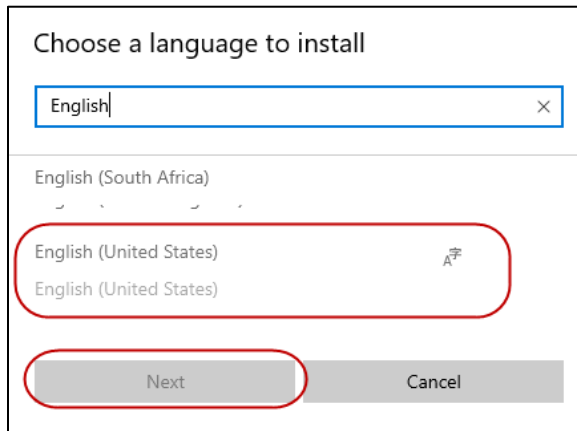 Choose a language to install
English
English (South Africa)
English (United States)
English (United States)
Next
Cancel